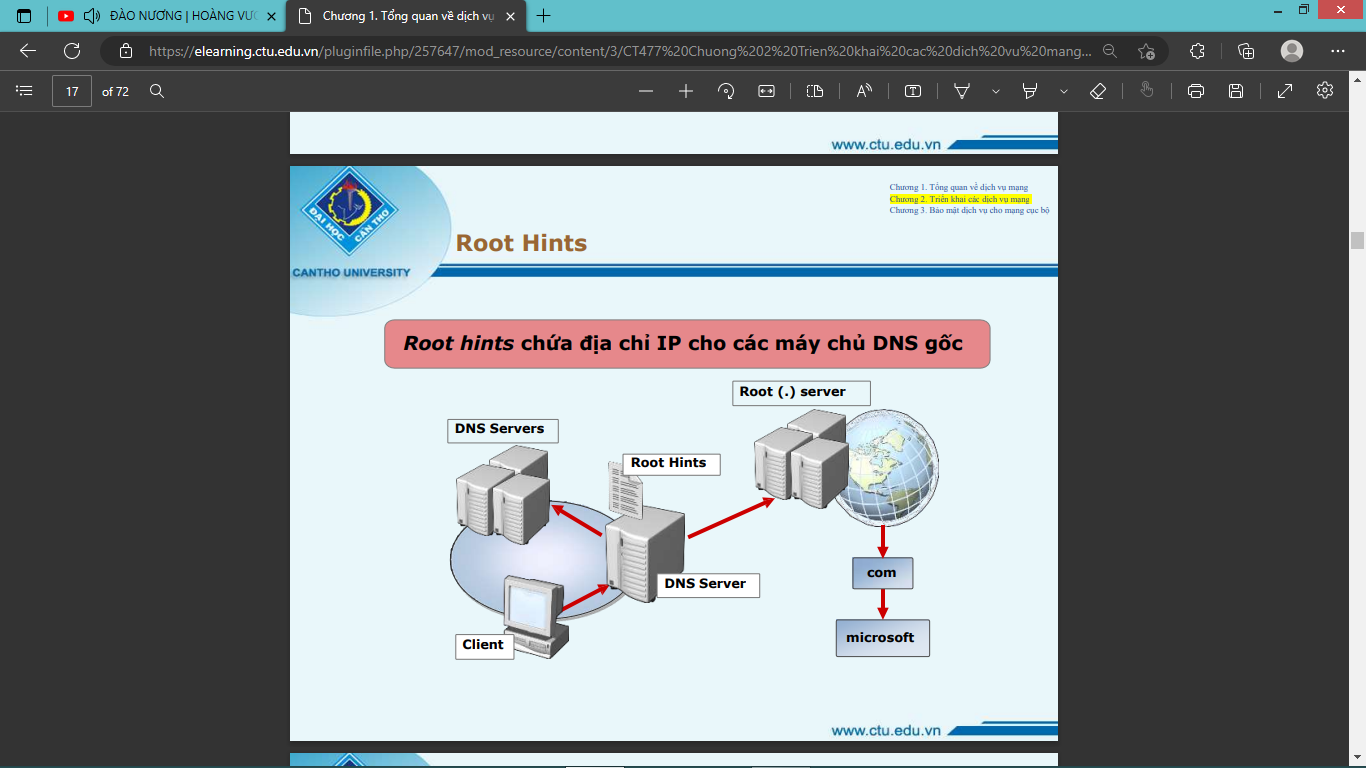 ĐÀO NƯƠNG | HOÀNG VƯƠ
Chương 1. Tổng quan về dịch vụ
https://elearning.ctu.edu.vn/pluginfile.php/257647/mod_resource/content/3/CT477%20Chuong%202%20Trien%20khai%20cac%20dich%20vu%20mang...
17 of 72
www.ctu.edu.vn
ĐẠI HỌC CẦN THƠ
CANTHO UNIVERSITY
Chương 1. Tổng quan về dịch vụ mạng
Chương 2. Triển khai các dịch vụ mạng
Chương 3. Bảo mật dịch vụ cho mạng cục bộ
Root Hints
Root hints chứa địa chỉ IP cho các máy chủ DNS gốc
Root (.) server
DNS Servers
Root Hints
com
DNS Server
microsoft
Client
www.ctu.edu.vn